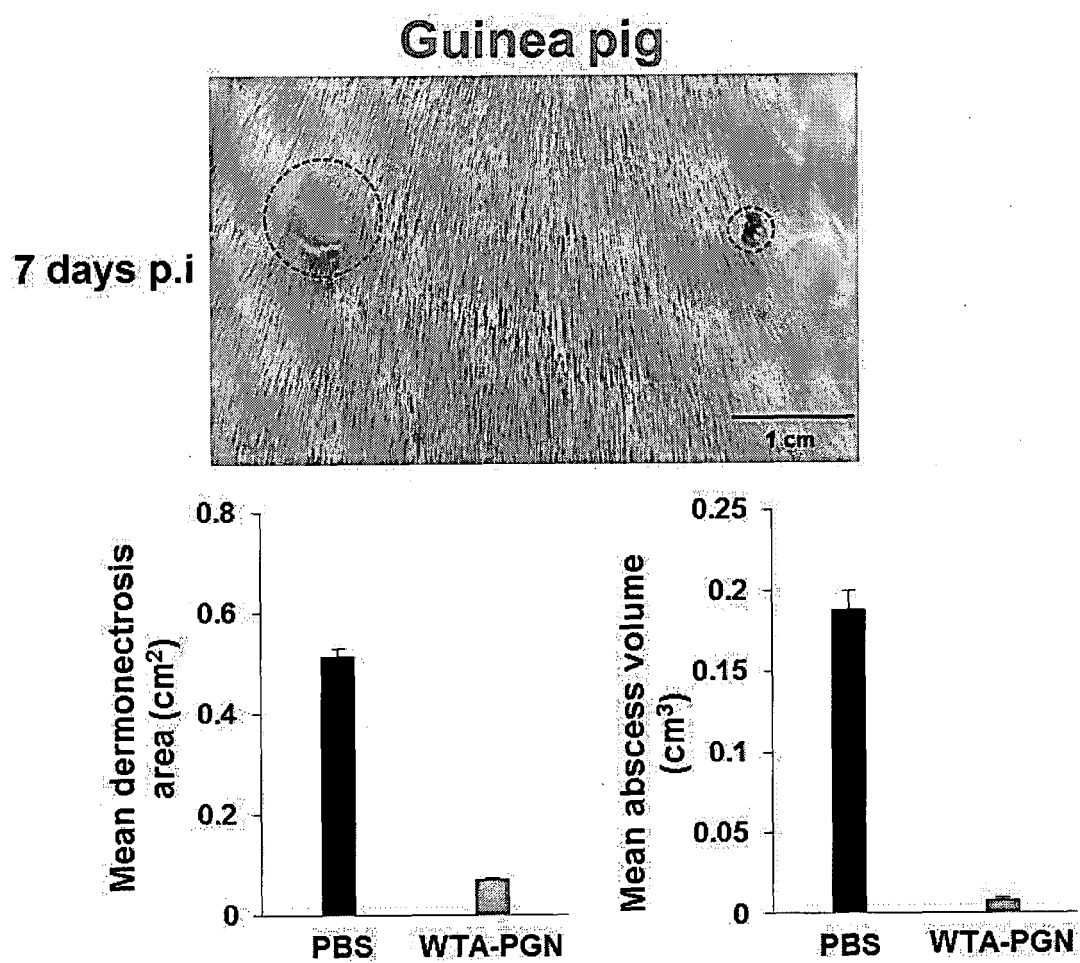 Guinea pig
7 days p.i
1 cm
Mean dermonectrosis
area (cm²)
0.8
0.6
0.4
0.2
0
PBS
WTA-PGN
Mean abscess volume
(cm³)
0.25
0.2
0.15
0.1
0.05
0
PBS
WTA-PGN